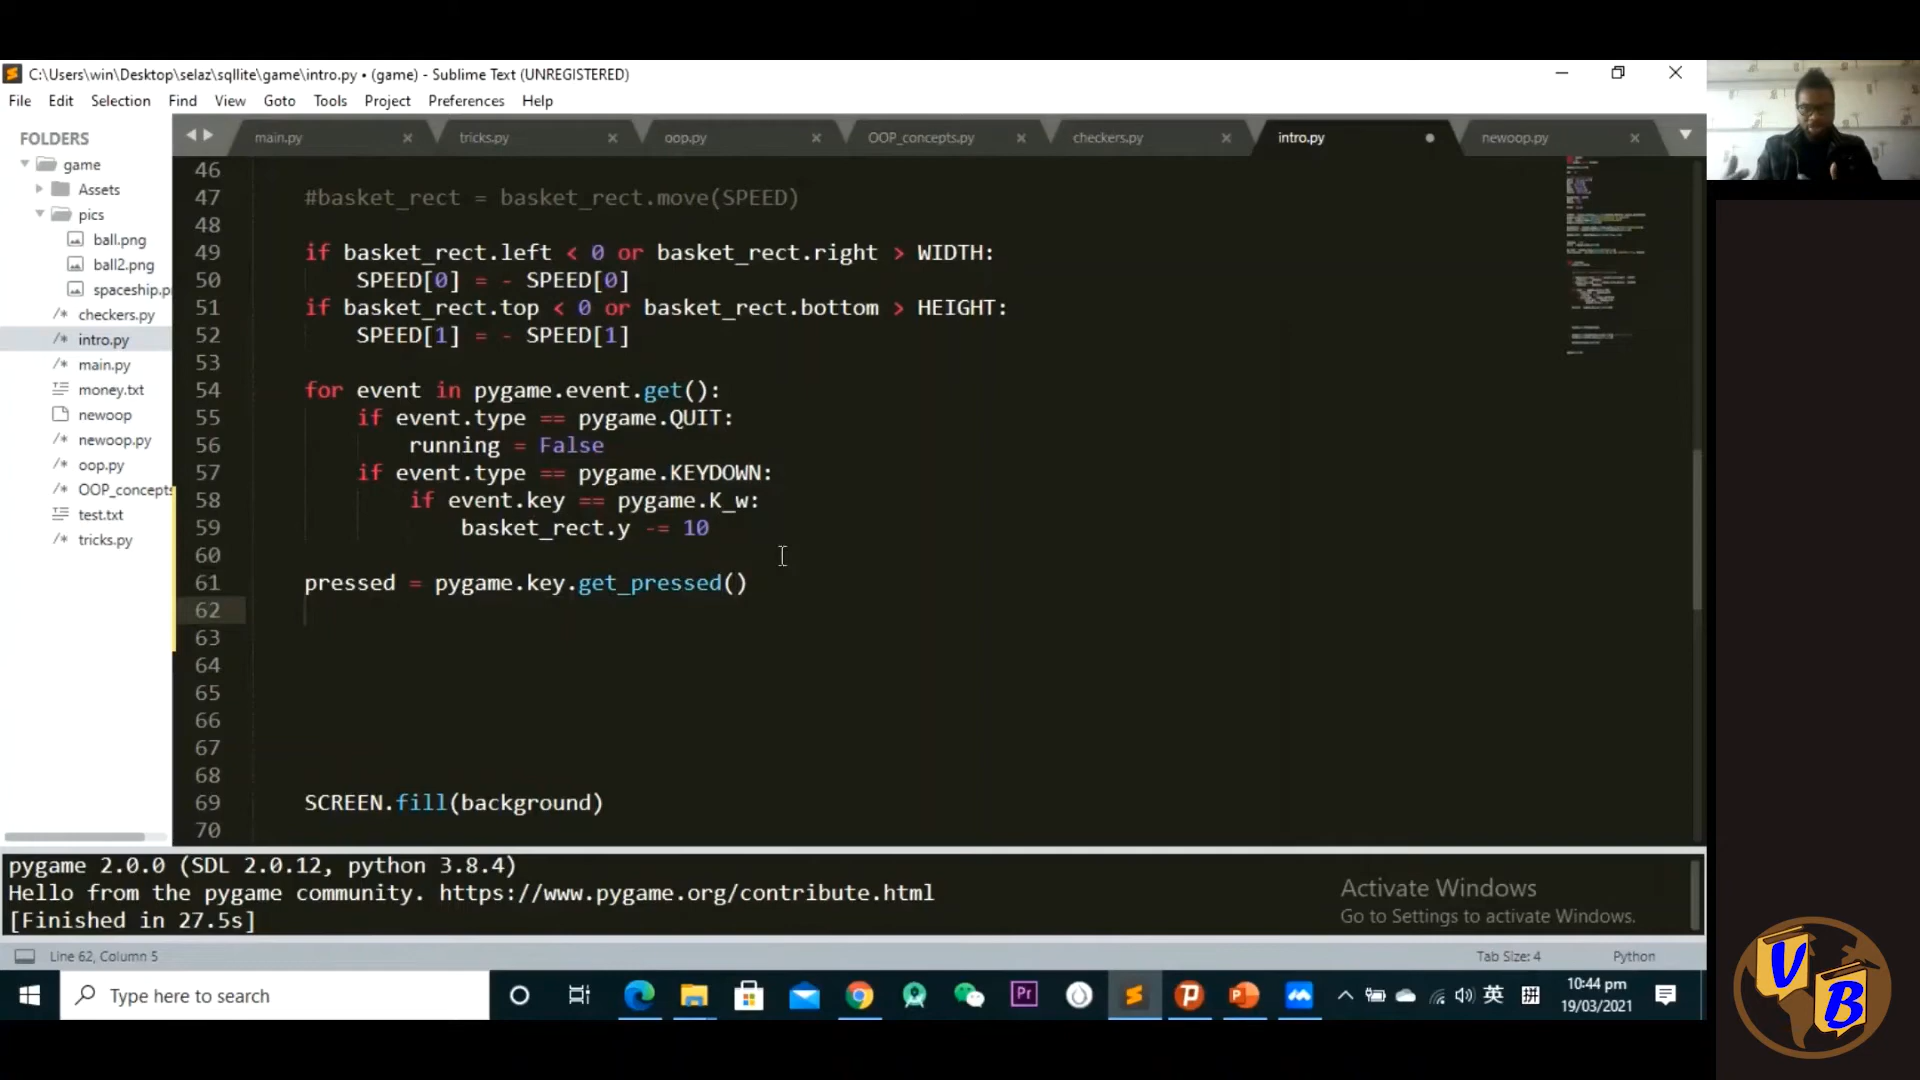 C:\Users\win\Desktop\selaz\sqllite\game\intro.py • (game) - Sublime Text (UNREGISTERED)
File Edit Selection Find View Goto Tools Project Preferences Help
FOLDERS
game
Assets
pics
ball.png
ball2.png
spaceship.p
checkers.py
intro.py
main.py
money.txt
newoop
newoop.py
oop.py
OOP_concepts
test.txt
tricks.py
main.py tricks.py oop.py OOP_concepts.py checkers.py intro.py newoop.py
46
47 #basket_rect = basket_rect.move(SPEED)
48
49 if basket_rect.left < 0 or basket_rect.right > WIDTH:
50 SPEED[0] = - SPEED[0]
51 if basket_rect.top < 0 or basket_rect.bottom > HEIGHT:
52 SPEED[1] = - SPEED[1]
53
54 for event in pygame.event.get():
55 if event.type == pygame.QUIT:
56 running = False
57 if event.type == pygame.KEYDOWN:
58 if event.key == pygame.K_w:
59 basket_rect.y -= 10
60
61 pressed = pygame.key.get_pressed()
62
63
64
65
66
67
68
69 SCREEN.fill(background)
70
pygame 2.0.0 (SDL 2.0.12, python 3.8.4)
Hello from the pygame community. https://www.pygame.org/contribute.html
[Finished in 27.5s]
Activate Windows
Go to Settings to activate Windows.
Line 62, Column 5 Tab Size: 4 Python
Type here to search
Pr
英
拼
10:44 pm
19/03/2021
V
B